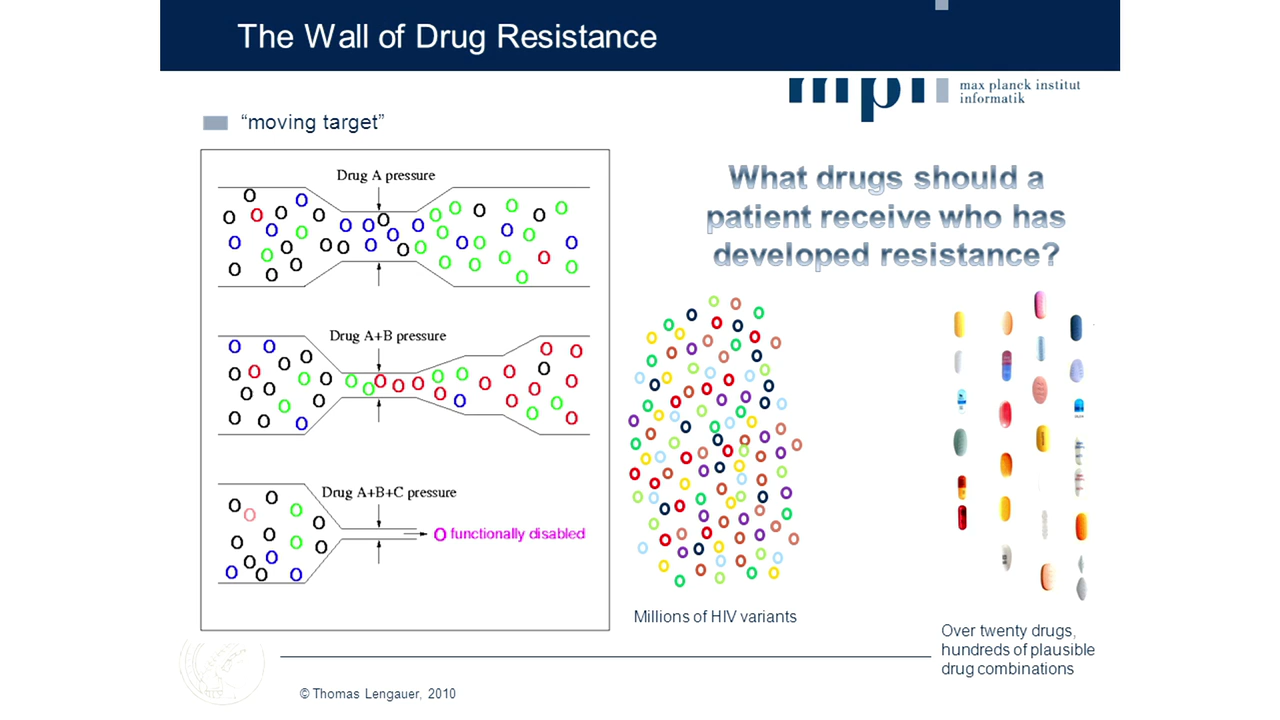 The Wall of Drug Resistance
mpi
max planck institut
informatik
“moving target”
Drug A pressure
Drug A+B pressure
Drug A+B+C pressure
functionally disabled
What drugs should a
patient receive who has
developed resistance?
Millions of HIV variants
Over twenty drugs,
hundreds of plausible
drug combinations
© Thomas Lengauer, 2010